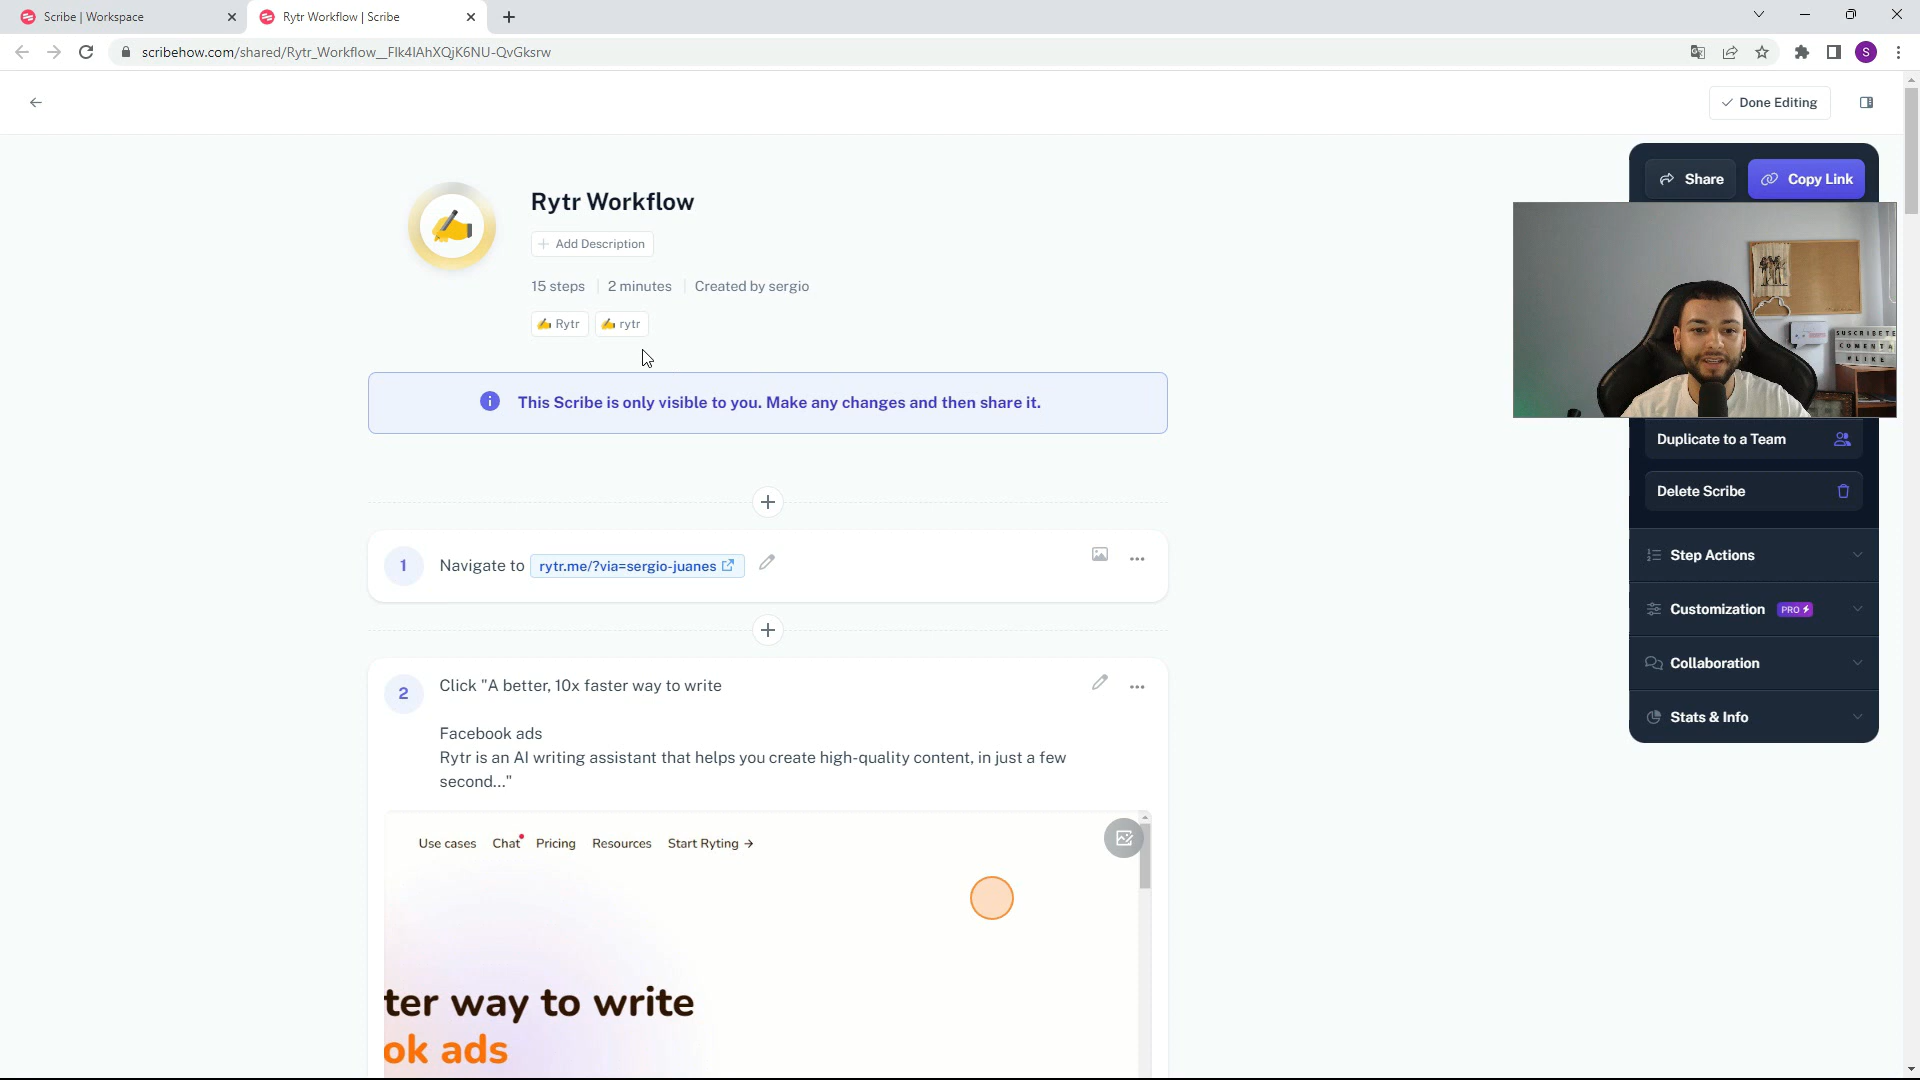 Scribe | Workspace
Rytr Workflow | Scribe
scribehow.com/shared/Rytr_Workflow__FIk4IAhXQjK6NU-QvGksrw
S
Done Editing
Share
Copy Link
Rytr Workflow
Add Description
15 steps
2 minutes
Created by sergio
Rytr
rytr
This Scribe is only visible to you. Make any changes and then share it.
SUSCRIBETE
COMENTA
#LIKE
Duplicate to a Team
Delete Scribe
Step Actions
Customization PRO
Collaboration
Stats & Info
1
Navigate to rytr.me/?via=sergio-juanes
2
Click "A better, 10x faster way to write
Facebook ads
Rytr is an AI writing assistant that helps you create high-quality content, in just a few
second..."
Use cases
Chat
Pricing
Resources
Start Ryting →
ter way to write
ok ads